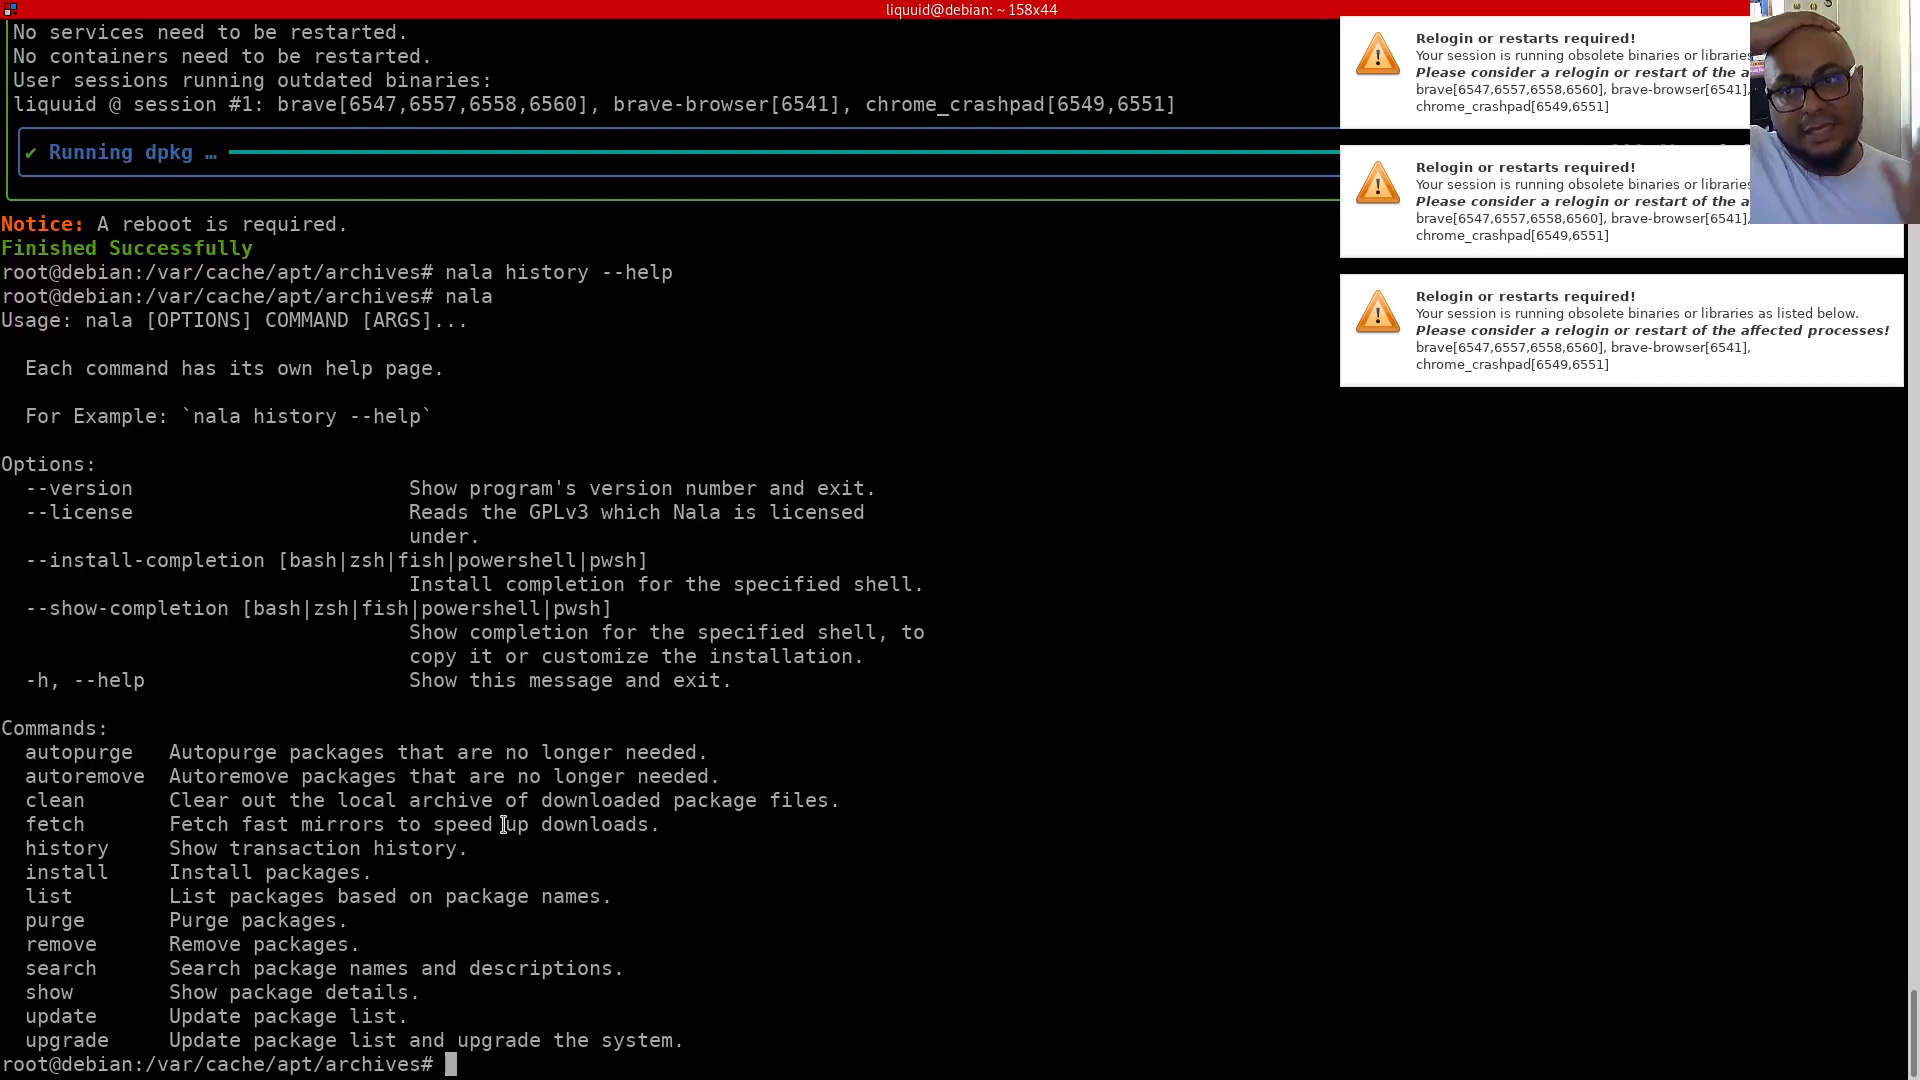 liquuid@debian: ~ 158x44
No services need to be restarted.
No containers need to be restarted.
User sessions running outdated binaries:
liquuid @ session #1: brave[6547,6557,6558,6560], brave-browser[6541], chrome_crashpad[6549,6551]
✔ Running dpkg …
Notice: A reboot is required.
Finished Successfully
root@debian:/var/cache/apt/archives# nala history --help
root@debian:/var/cache/apt/archives# nala
Usage: nala [OPTIONS] COMMAND [ARGS]...
Each command has its own help page.
For Example: `nala history --help`
Options:
--version Show program's version number and exit.
--license Reads the GPLv3 which Nala is licensed
under.
--install-completion [bash|zsh|fish|powershell|pwsh]
Install completion for the specified shell.
--show-completion [bash|zsh|fish|powershell|pwsh]
Show completion for the specified shell, to
copy it or customize the installation.
-h, --help Show this message and exit.
Commands:
autopurge Autopurge packages that are no longer needed.
autoremove Autoremove packages that are no longer needed.
clean Clear out the local archive of downloaded package files.
fetch Fetch fast mirrors to speed up downloads.
history Show transaction history.
install Install packages.
list List packages based on package names.
purge Purge packages.
remove Remove packages.
search Search package names and descriptions.
show Show package details.
update Update package list.
upgrade Update package list and upgrade the system.
root@debian:/var/cache/apt/archives#
Relogin or restarts required!
Your session is running obsolete binaries or libraries
Please consider a relogin or restart of the a
brave[6547,6557,6558,6560], brave-browser[6541],
chrome_crashpad[6549,6551]
Relogin or restarts required!
Your session is running obsolete binaries or libraries
Please consider a relogin or restart of the a
brave[6547,6557,6558,6560], brave-browser[6541],
chrome_crashpad[6549,6551]
Relogin or restarts required!
Your session is running obsolete binaries or libraries as listed below.
Please consider a relogin or restart of the affected processes!
brave[6547,6557,6558,6560], brave-browser[6541],
chrome_crashpad[6549,6551]